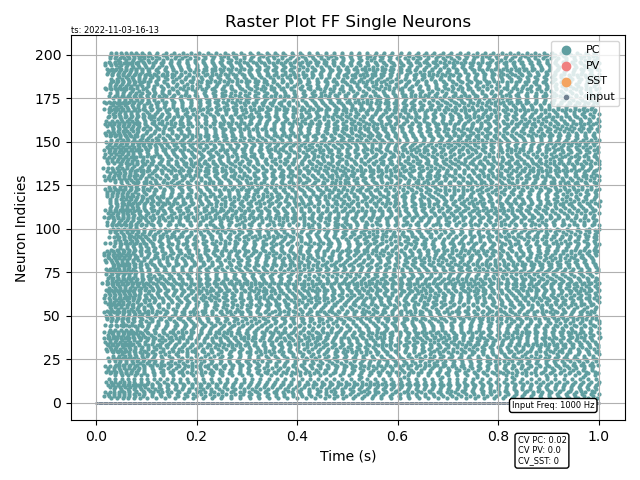 Raster Plot FF Single Neurons
ts: 2022-11-03-16-13
PC
PV
SST
input
200
175
150
125
100
75
50
25
0
Neuron Indicies
Input Freq: 1000 Hz
0.0 0.2 0.4 0.6 0.8 1.0
Time (s)
CV PC: 0.02
CV PV: 0.0
CV_SST: 0